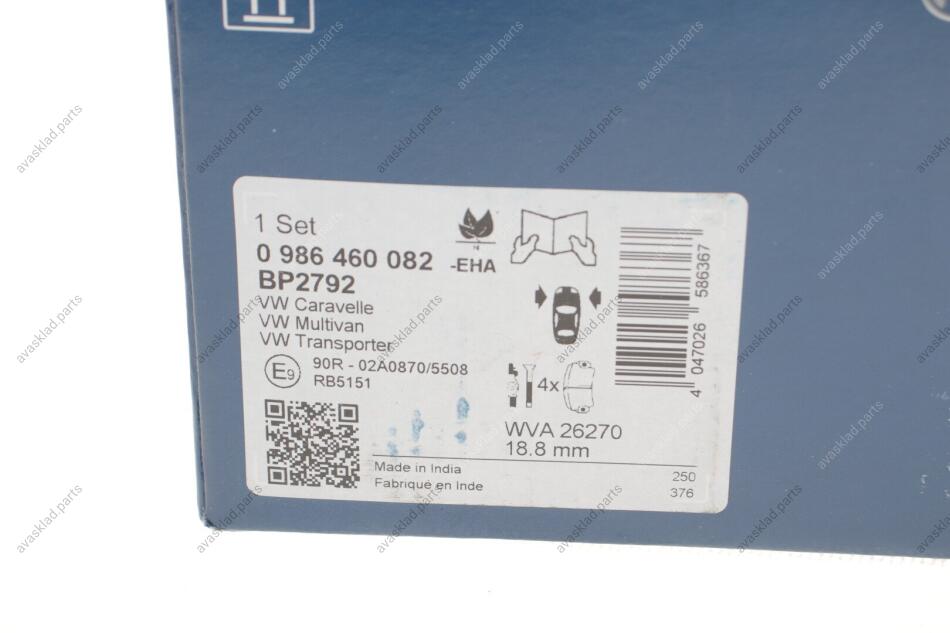 1 Set
0 986 460 082 -EHA
BP2792
VW Caravelle
VW Multivan
VW Transporter
E9 90R - 02A0870/5508
RB5151
4x
WVA 26270
18.8 mm
Made in India
Fabriqué en Inde
250
376
4 047026 586367
avasklad.parts